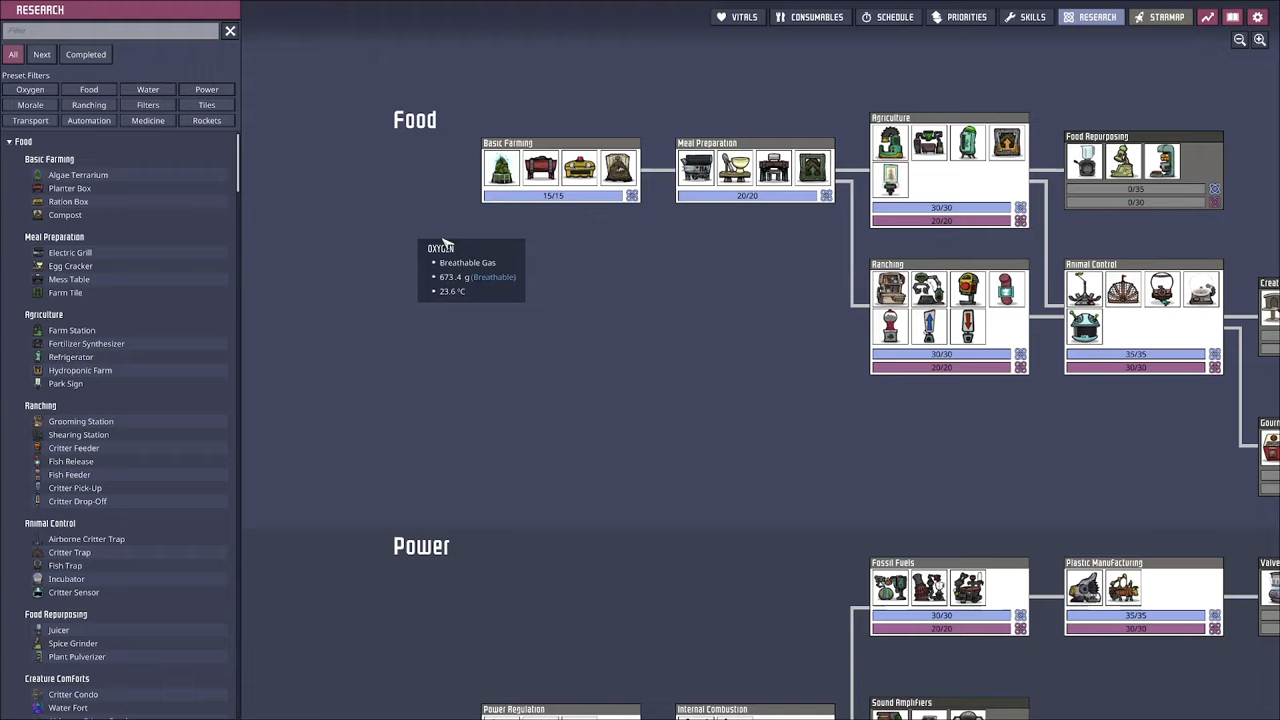 RESEARCH
VITALS
CONSUMABLES
SCHEDULE
PRIORITIES
SKILLS
RESEARCH
STARMAP
Filter
All
Next
Completed
Preset Filters
Oxygen
Food
Water
Power
Morale
Ranching
Filters
Tiles
Transport
Automation
Medicine
Rockets
Food
Basic Farming
Algae Terrarium
Planter Box
Ration Box
Compost
Meal Preparation
Electric Grill
Egg Cracker
Mess Table
Farm Tile
Agriculture
Farm Station
Fertilizer Synthesizer
Refrigerator
Hydroponic Farm
Park Sign
Ranching
Grooming Station
Shearing Station
Critter Feeder
Fish Release
Fish Feeder
Critter Pick-Up
Critter Drop-Off
Animal Control
Airborne Critter Trap
Critter Trap
Fish Trap
Incubator
Critter Sensor
Food Repurposing
Juicer
Spice Grinder
Plant Pulverizer
Creature Comforts
Critter Condo
Water Fort
Food
Basic Farming
15/15
Meal Preparation
20/20
Agriculture
30/30
20/20
Food Repurposing
0/35
0/30
Ranching
30/30
20/20
Animal Control
35/35
30/30
Creat
Gour
OXYGEN
Breathable Gas
673.4 g (Breathable)
23.6 °C
Power
Fossil Fuels
30/30
20/20
Plastic Manufacturing
35/35
30/30
Valve
Power Regulation
Internal Combustion
Sound Amplifiers